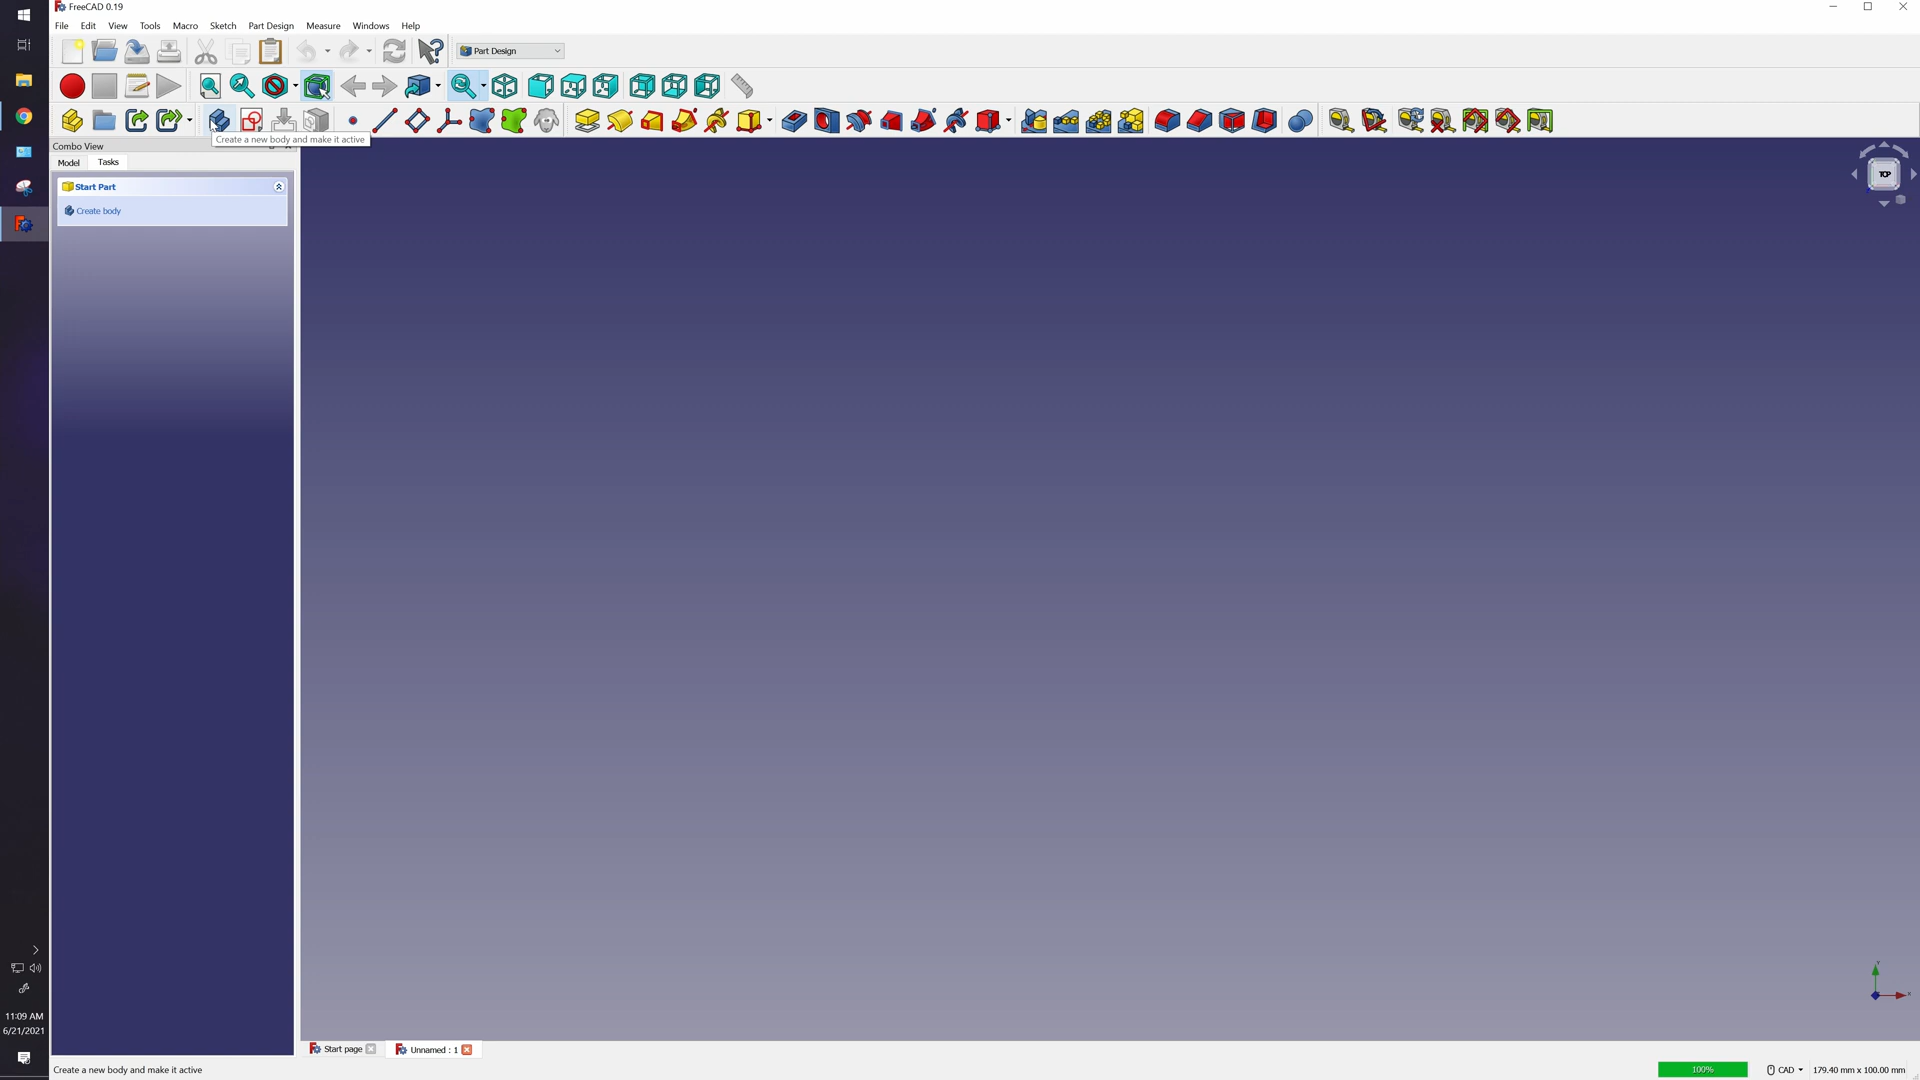 FreeCAD 0.19
File Edit View Tools Macro Sketch Part Design Measure Windows Help
Part Design
Create a new body and make it active
Combo View
Model Tasks
TOP
Start Part
Create body
Y
X
11:09 AM
6/21/2021
Start page Unnamed : 1
Create a new body and make it active 100% CAD 179.40 mm x 100.00 mm